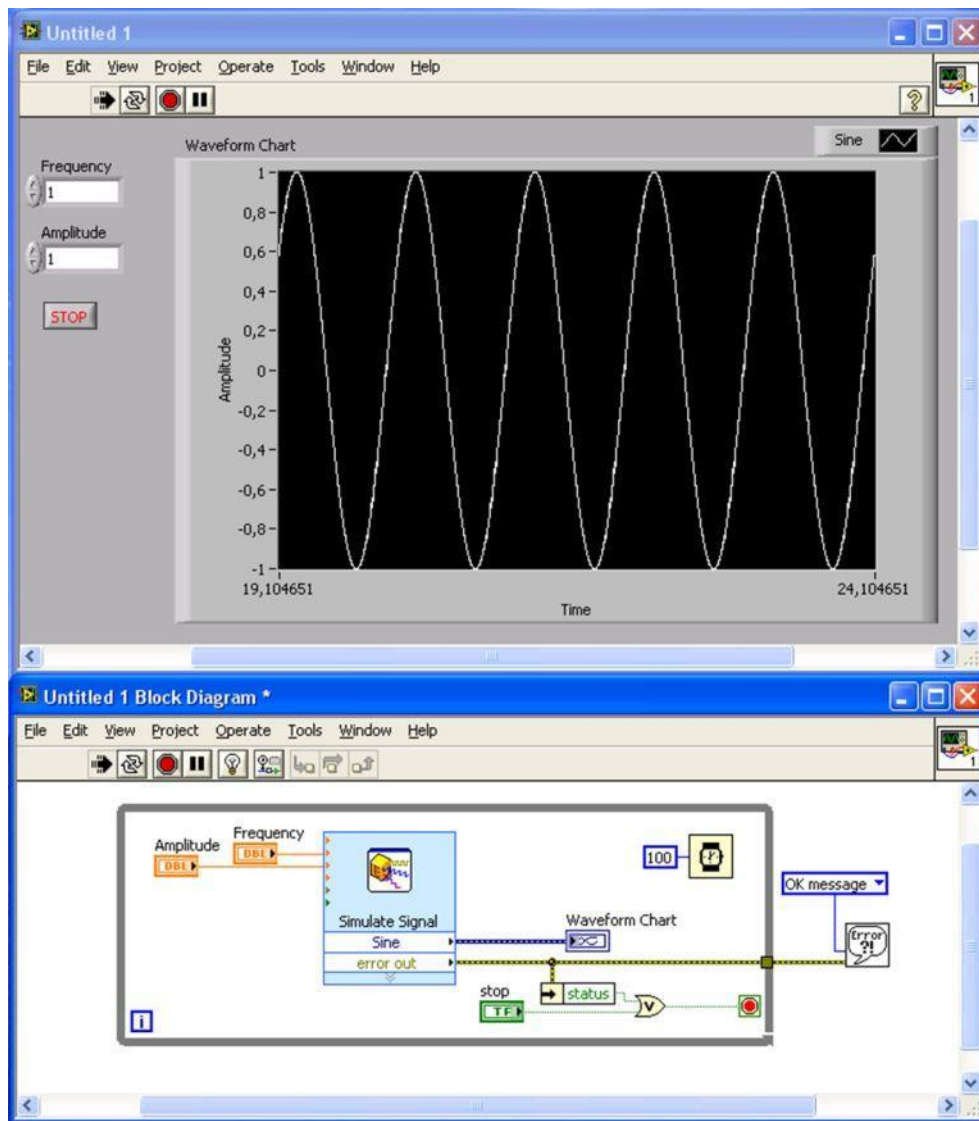 Untitled 1
File Edit View Project Operate Tools Window Help
?
1
Waveform Chart
Sine
Frequency
1
Amplitude
1
STOP
1
0,8
0,6
0,4
0,2
0
-0,2
-0,4
-0,6
-0,8
-1
Amplitude
19,104651
24,104651
Time
Untitled 1 Block Diagram *
File Edit View Project Operate Tools Window Help
1
Amplitude
DBL
Frequency
DBL
Simulate Signal
Sine
error out
100
OK message
Waveform Chart
Error
?!
stop
TF
status
V
i